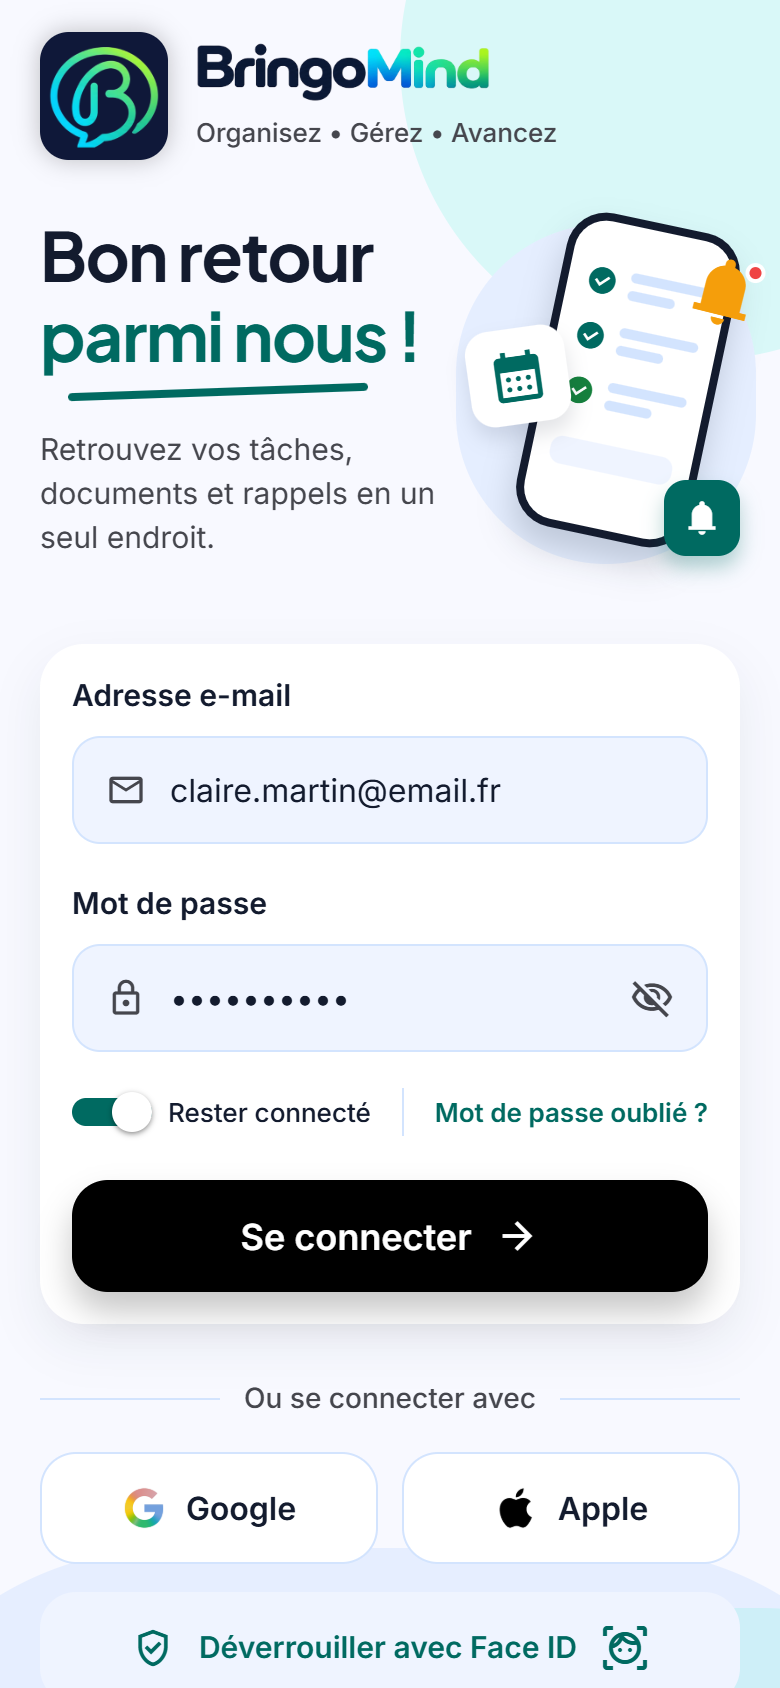 BringoMind
Organisez • Gérez • Avancez
Bon retour
parmi nous !
Retrouvez vos tâches,
documents et rappels en un
seul endroit.
Adresse e-mail
claire.martin@email.fr
Mot de passe
••••••••••
Rester connecté
Mot de passe oublié ?
Se connecter →
Ou se connecter avec
Google
Apple
Déverrouiller avec Face ID